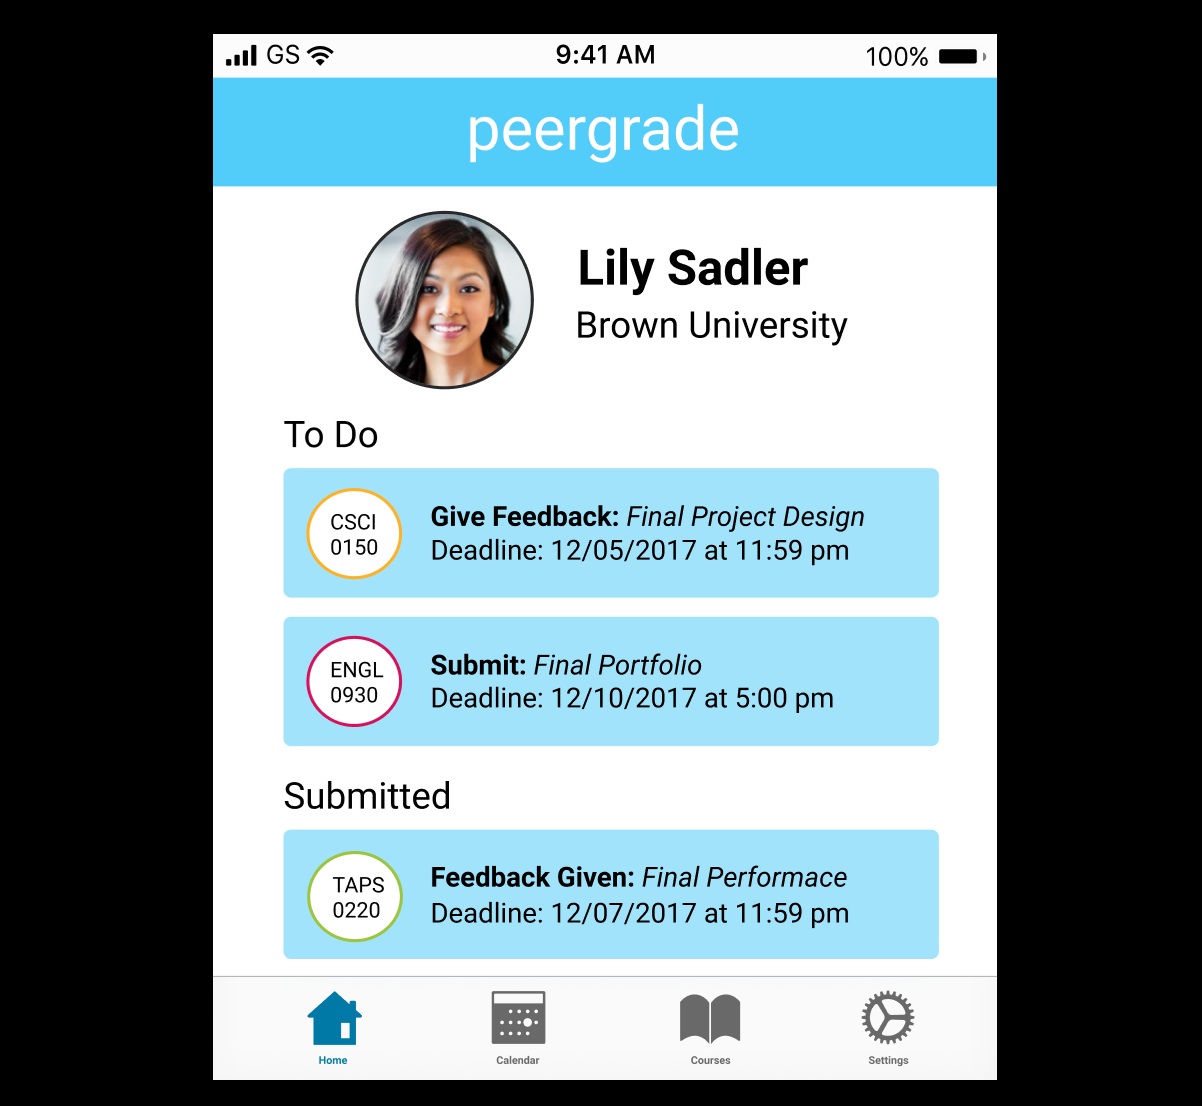 GS 9:41 AM 100%
peergrade
Lily Sadler
Brown University
To Do
CSCI
0150
Give Feedback: Final Project Design
Deadline: 12/05/2017 at 11:59 pm
ENGL
0930
Submit: Final Portfolio
Deadline: 12/10/2017 at 5:00 pm
Submitted
TAPS
0220
Feedback Given: Final Performace
Deadline: 12/07/2017 at 11:59 pm
Home Calendar Courses Settings